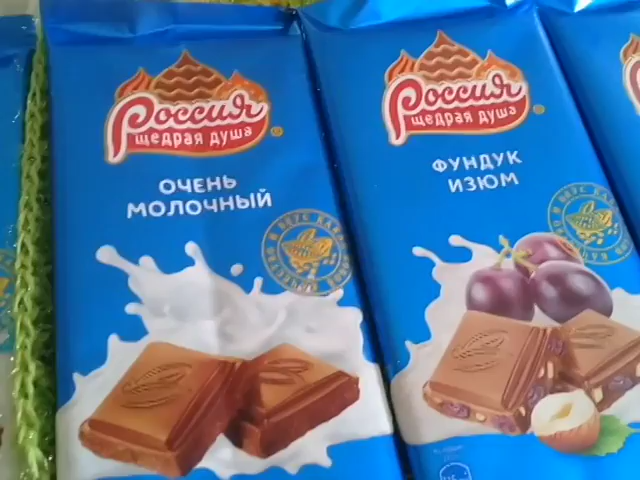 Россия
щедрая душа
®
ОЧЕНЬ
МОЛОЧНЫЙ
Россия
щедрая душа
®
ФУНДУК
ИЗЮМ